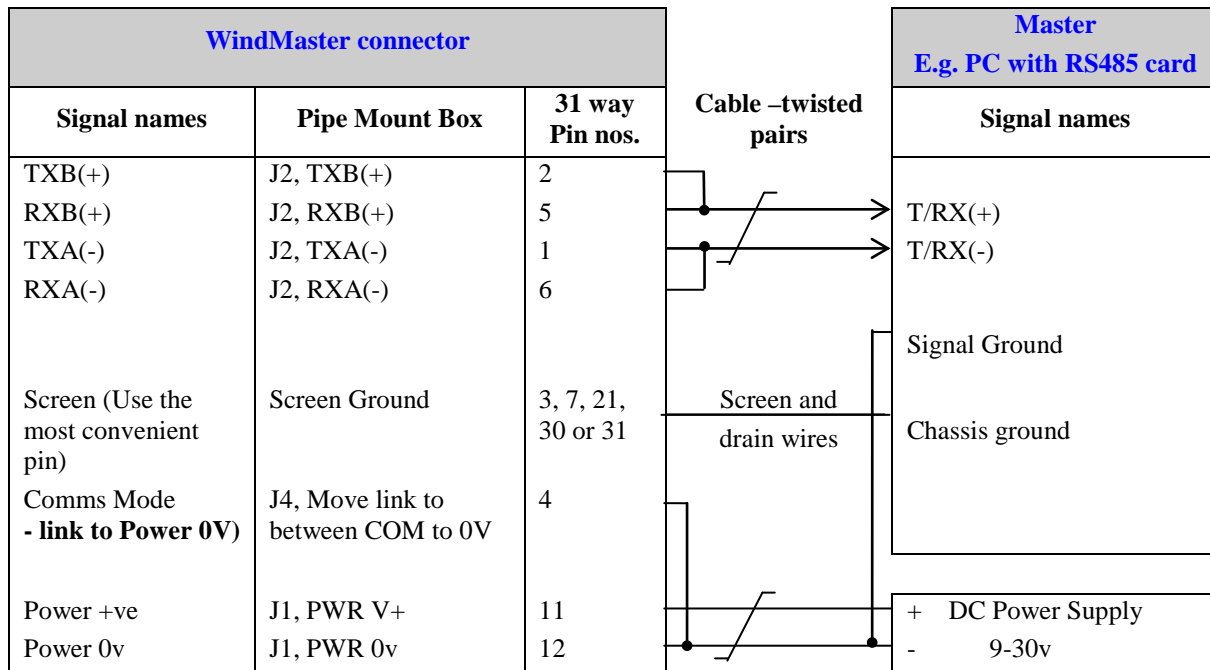 WindMaster connector
Master
E.g. PC with RS485 card
Signal names
Pipe Mount Box
31 way
Pin nos.
Cable –twisted
pairs
Signal names
TXB(+) J2, TXB(+) 2
RXB(+) J2, RXB(+) 5 T/RX(+)
TXA(-) J2, TXA(-) 1 T/RX(-)
RXA(-) J2, RXA(-) 6
Signal Ground
Screen (Use the
most convenient
pin)
Screen Ground
3, 7, 21,
30 or 31
Screen and
drain wires
Chassis ground
Comms Mode
- link to Power 0V)
J4, Move link to
between COM to 0V
4
Power +ve J1, PWR V+ 11 + DC Power Supply
Power 0v J1, PWR 0v 12 - 9-30v